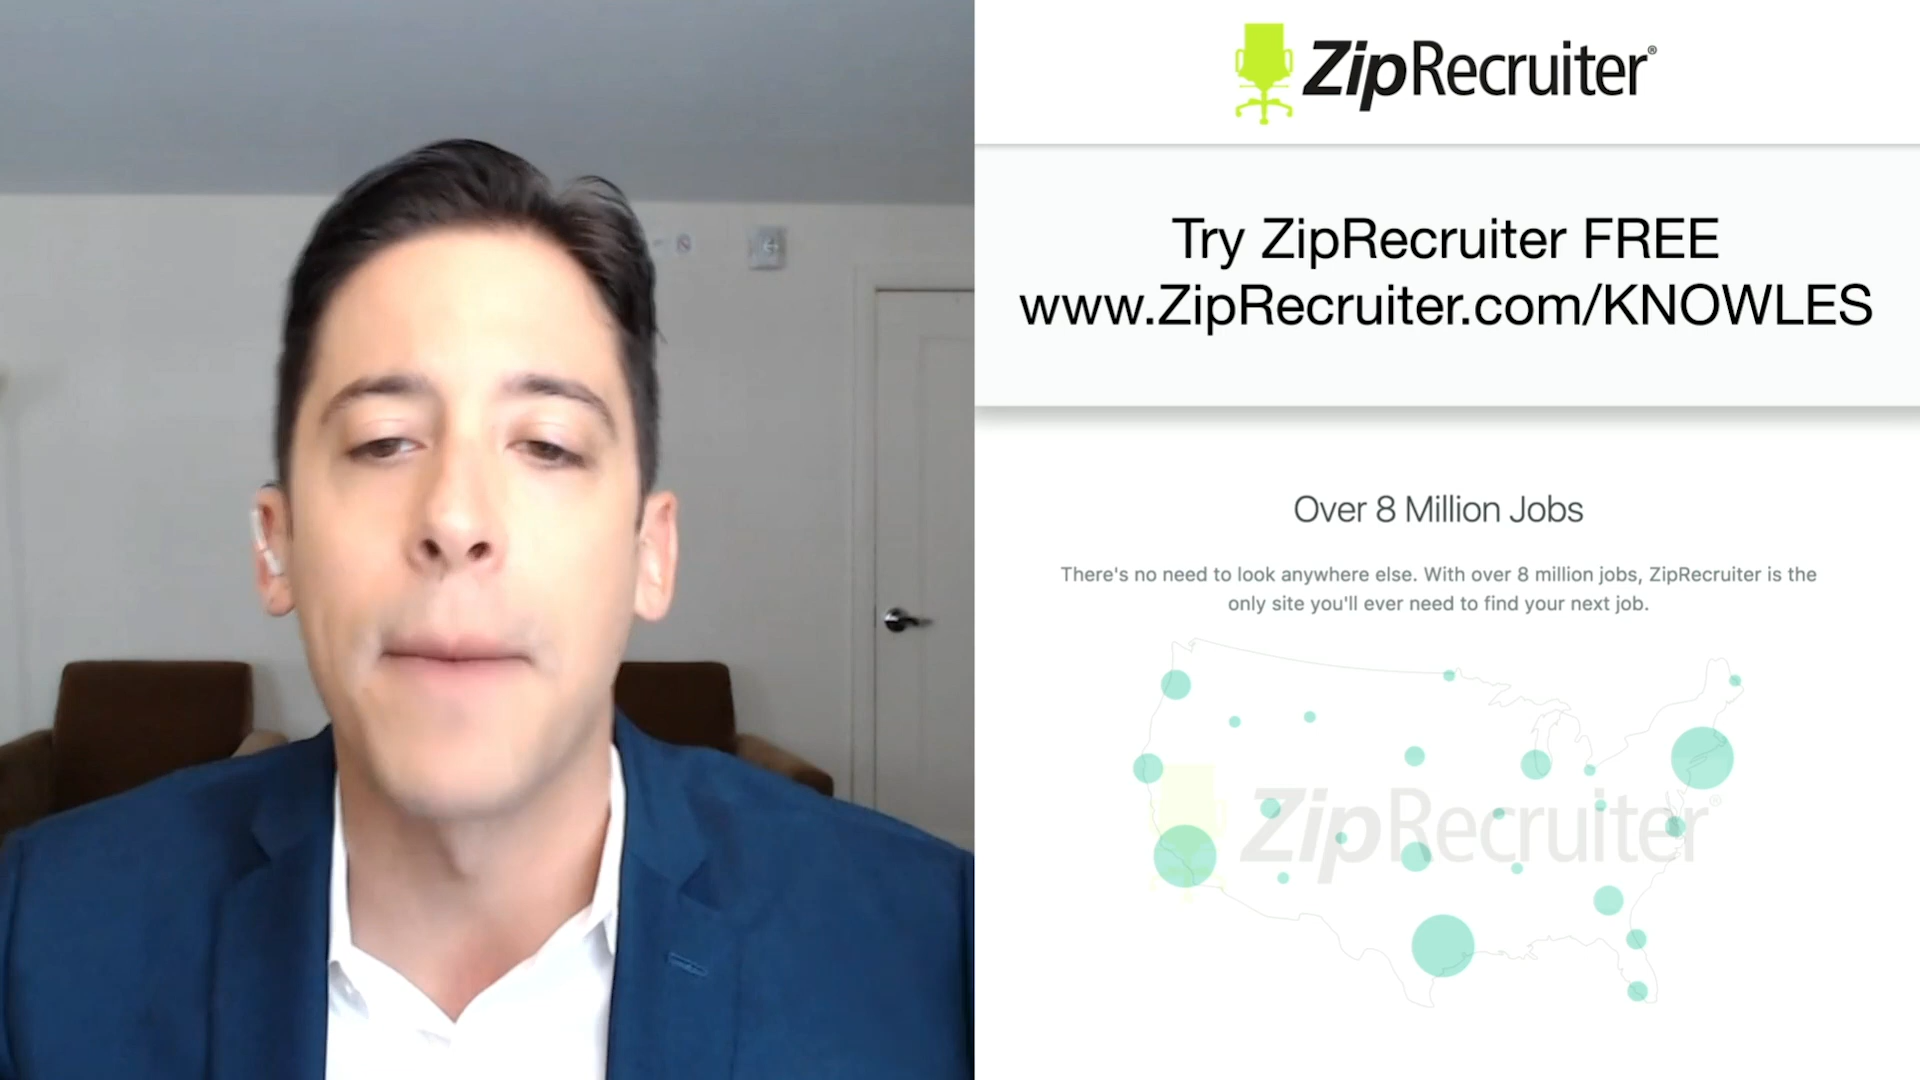 ZipRecruiter®
Try ZipRecruiter FREE
www.ZipRecruiter.com/KNOWLES
Over 8 Million Jobs
There's no need to look anywhere else. With over 8 million jobs, ZipRecruiter is the
only site you'll ever need to find your next job.
ZipRecruiter®